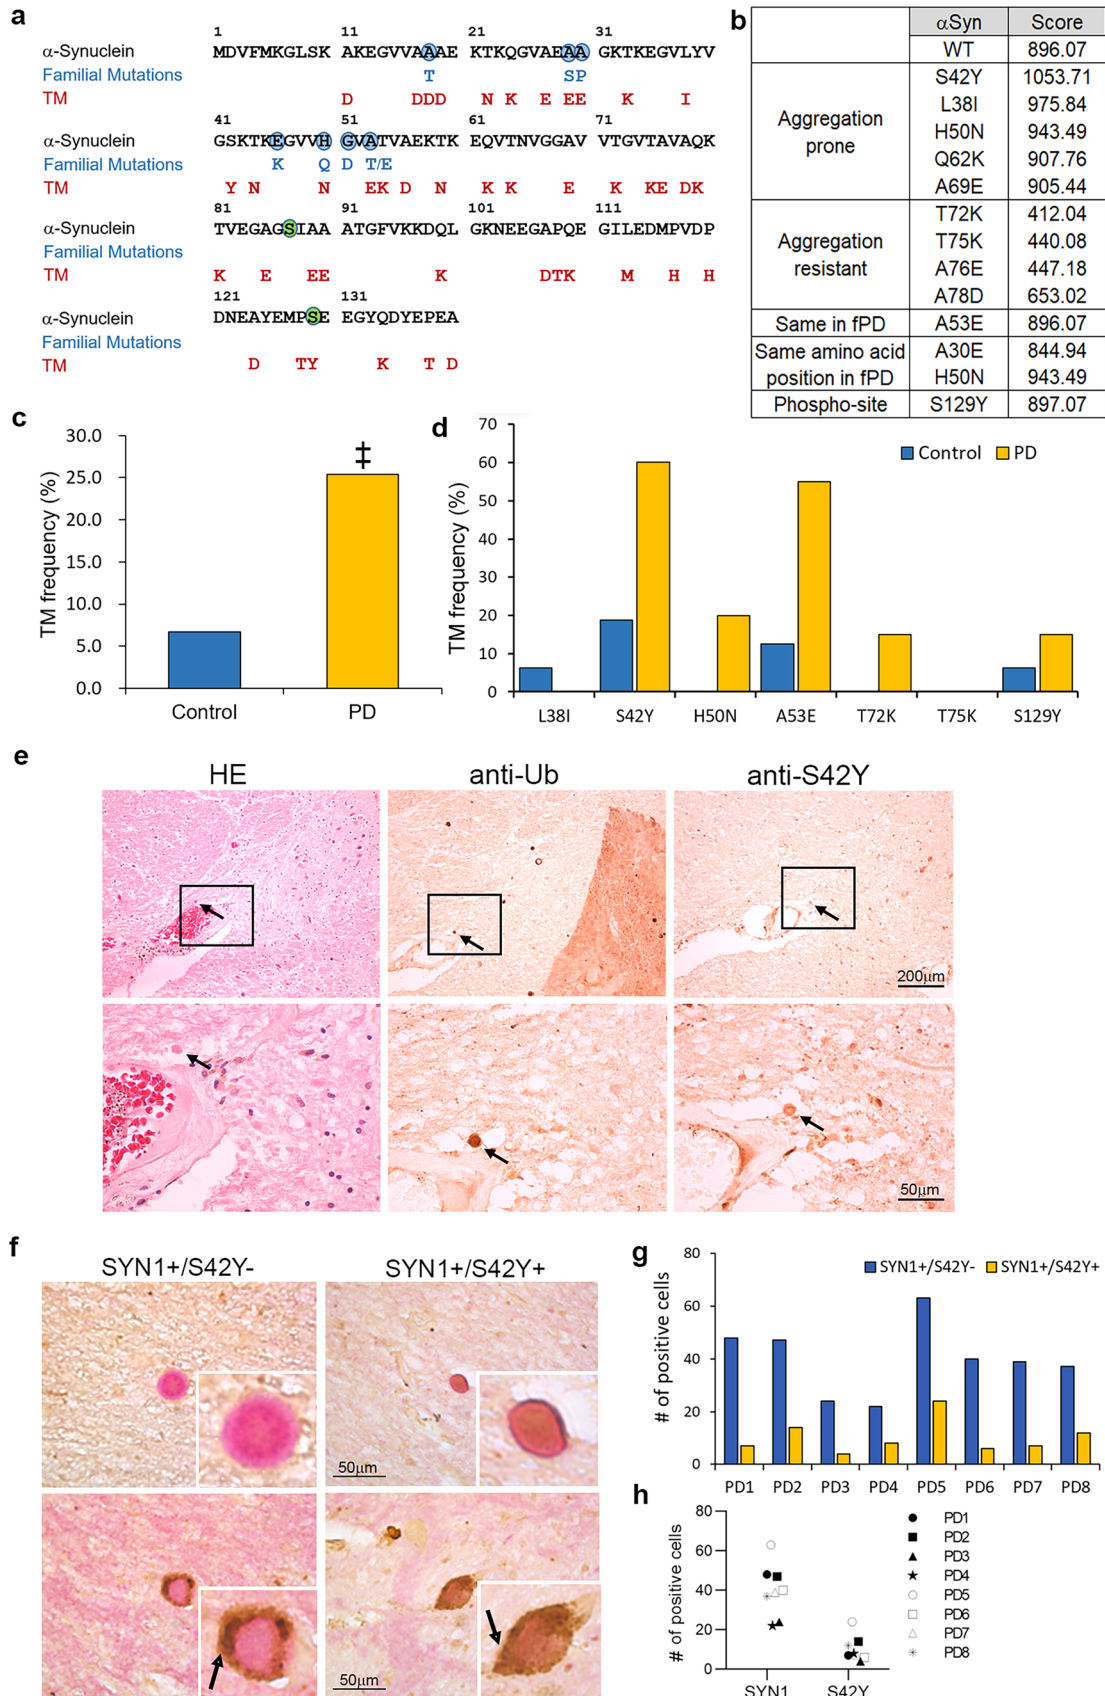 a
1 11 21 31
α-Synuclein MDVFMKGLSK AKEGVVAAAE KTKQGVAEAA GKTKEGVLYV
Familial Mutations T S P
TM D D D D N K E E E K I
41 51 61 71
α-Synuclein GSKTKEGVVH GVATVAEKTK EQVTNVGGAV VTGVTAVAQK
Familial Mutations K Q D T/E
TM Y N N E K D N K K E K K E D K
81 91 101 111
α-Synuclein TVEGAGSIAA ATGFVKKDQL GKNEEGAPQE GILEDMPVDP
Familial Mutations
TM K E E E K D T K M H H
121 131
α-Synuclein DNEAYEMPSE EGYQDYEPEA
Familial Mutations
TM D T Y K T D
b
αSyn Score
WT 896.07
Aggregation prone S42Y 1053.71
L38I 975.84
H50N 943.49
Q62K 907.76
A69E 905.44
Aggregation resistant T72K 412.04
T75K 440.08
A76E 447.18
A78D 653.02
Same in fPD A53E 896.07
Same amino acid position in fPD A30E 844.94
H50N 943.49
Phospho-site S129Y 897.07
c
TM frequency (%)
30.0
25.0
20.0
15.0
10.0
5.0
0.0
‡
Control PD
d
TM frequency (%)
70
60
50
40
30
20
10
0
Control PD
L38I S42Y H50N A53E T72K T75K S129Y
e
HE anti-Ub anti-S42Y
200μm
50μm
f
SYN1+/S42Y- SYN1+/S42Y+
50μm
50μm
g
# of positive cells
80
60
40
20
0
SYN1+/S42Y- SYN1+/S42Y+
PD1 PD2 PD3 PD4 PD5 PD6 PD7 PD8
h
# of positive cells
80
60
40
20
0
SYN1 S42Y
PD1
PD2
PD3
PD4
PD5
PD6
PD7
PD8